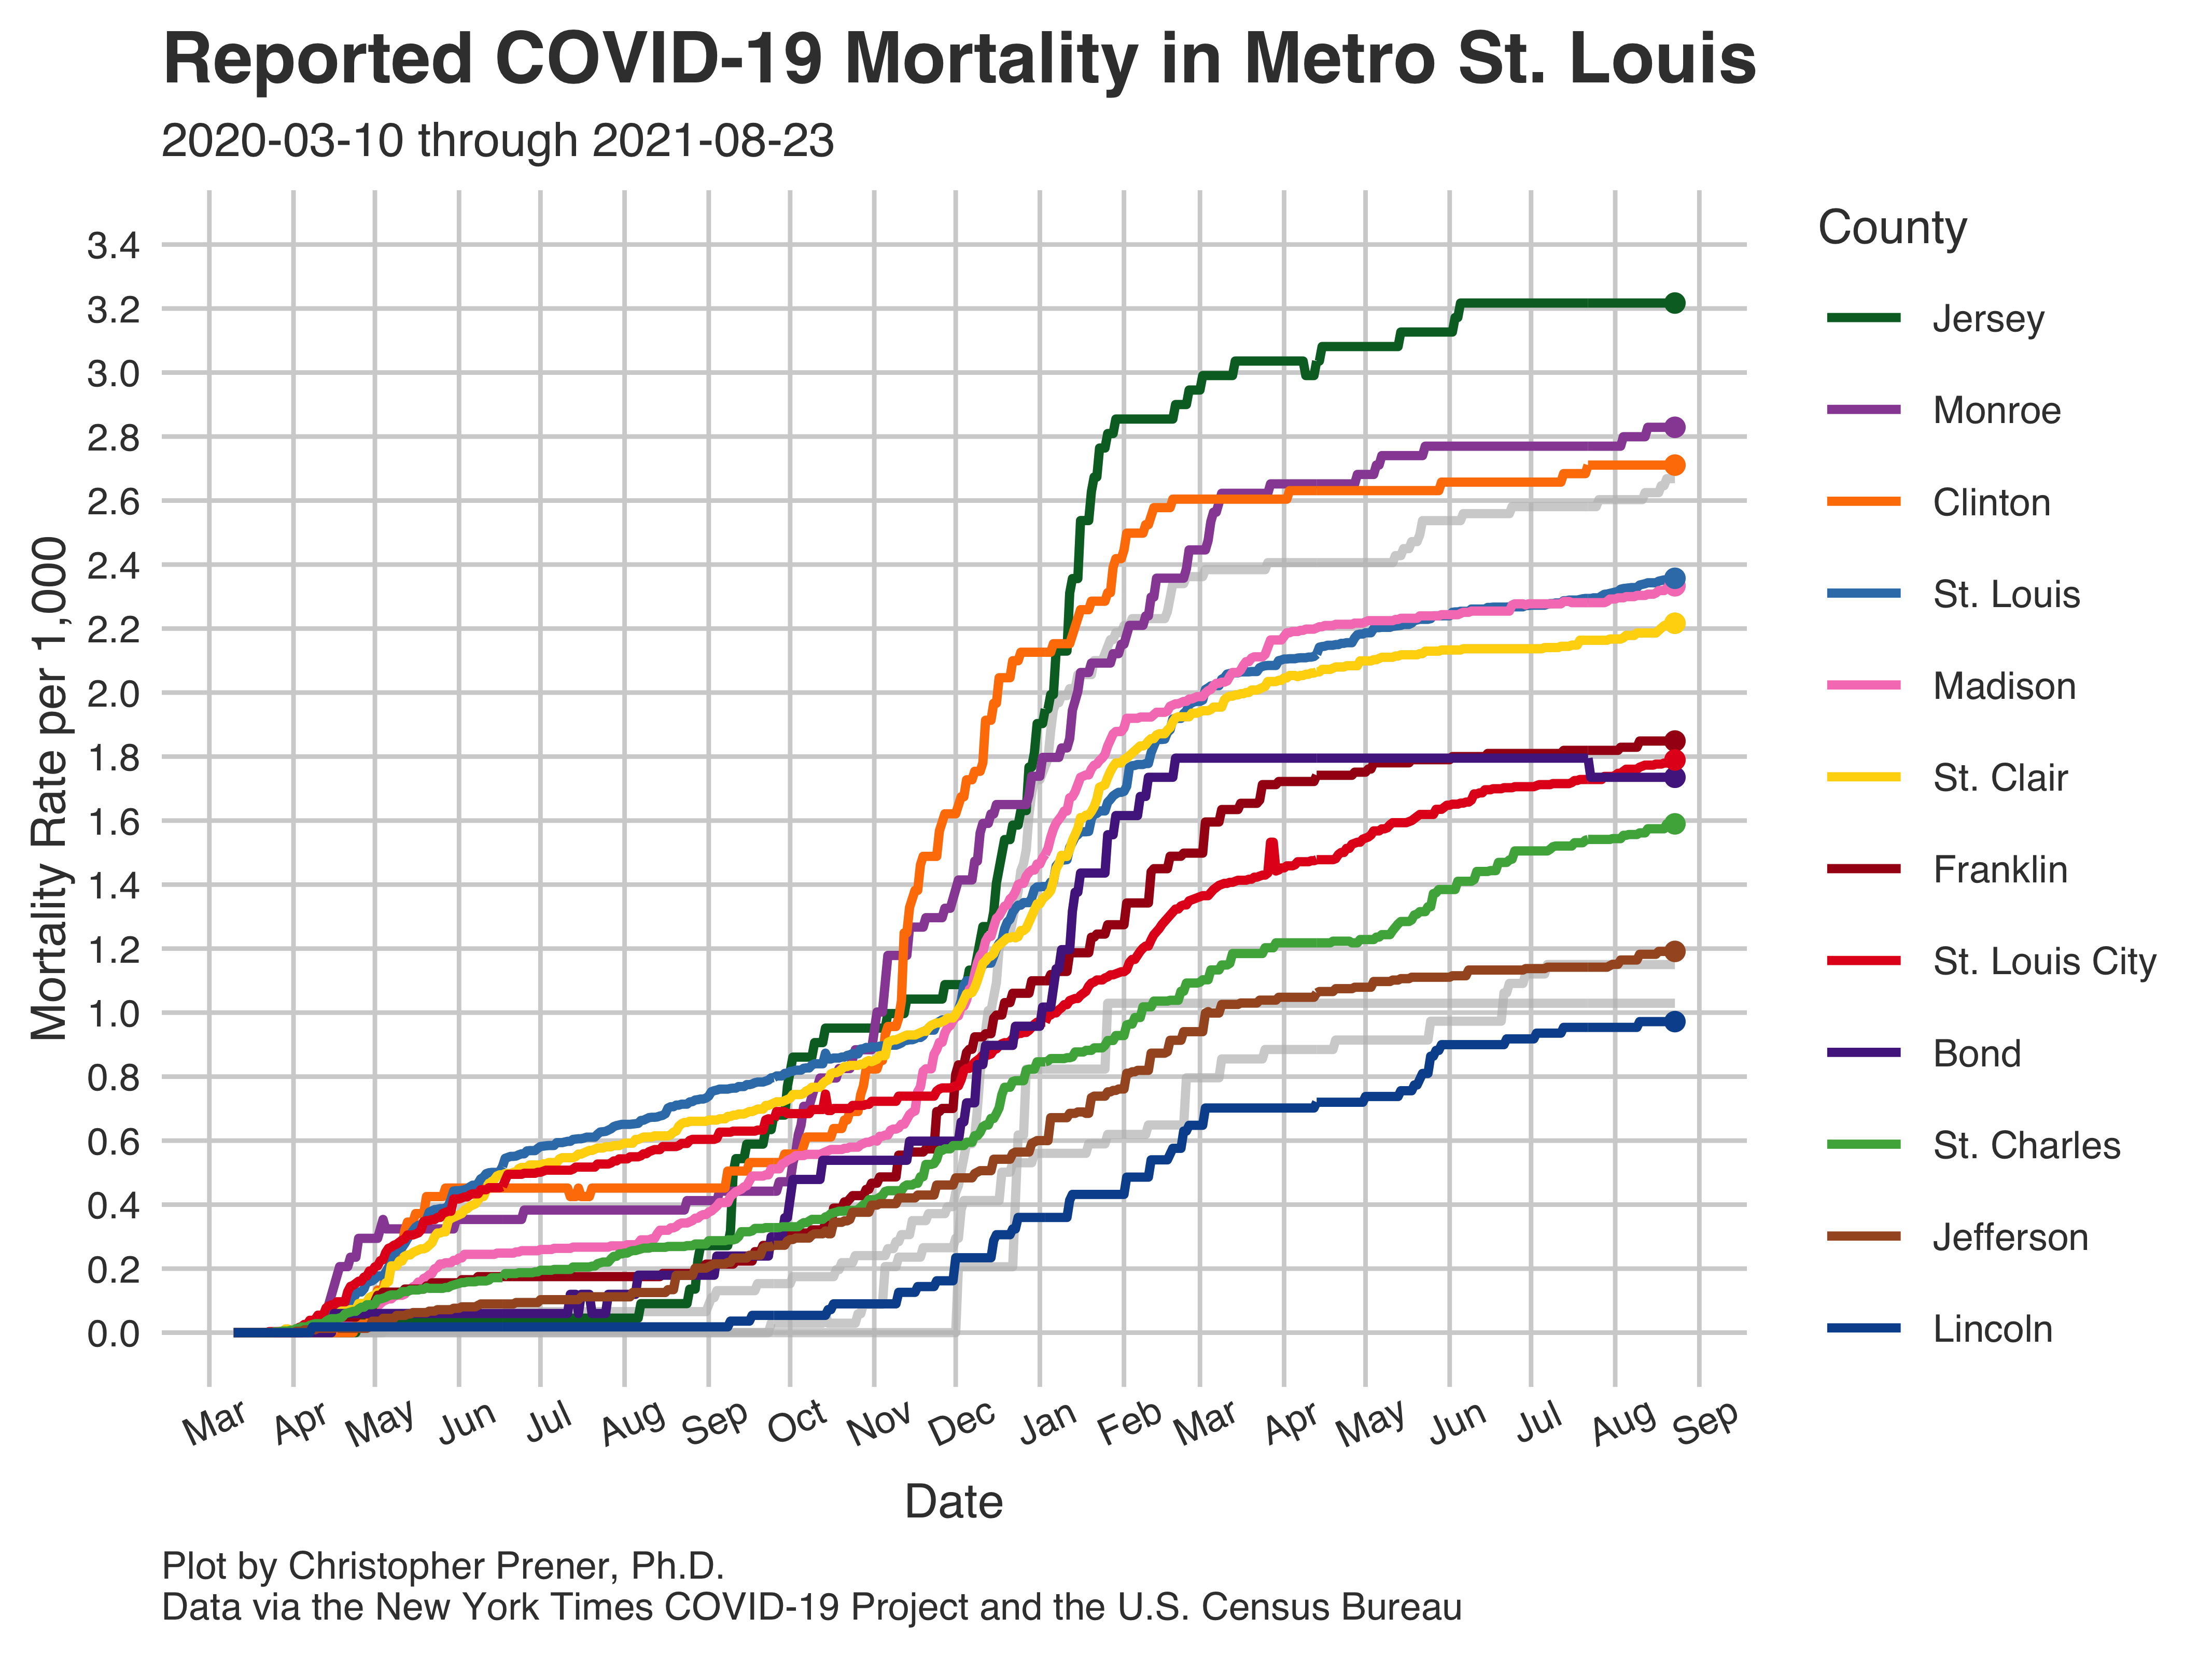 Reported COVID-19 Mortality in Metro St. Louis
2020-03-10 through 2021-08-23
Mortality Rate per 1,000
3.4
3.2
3.0
2.8
2.6
2.4
2.2
2.0
1.8
1.6
1.4
1.2
1.0
0.8
0.6
0.4
0.2
0.0
Mar Apr May Jun Jul Aug Sep Oct Nov Dec Jan Feb Mar Apr May Jun Jul Aug Sep
Date
County
Jersey
Monroe
Clinton
St. Louis
Madison
St. Clair
Franklin
St. Louis City
Bond
St. Charles
Jefferson
Lincoln
Plot by Christopher Prener, Ph.D.
Data via the New York Times COVID-19 Project and the U.S. Census Bureau